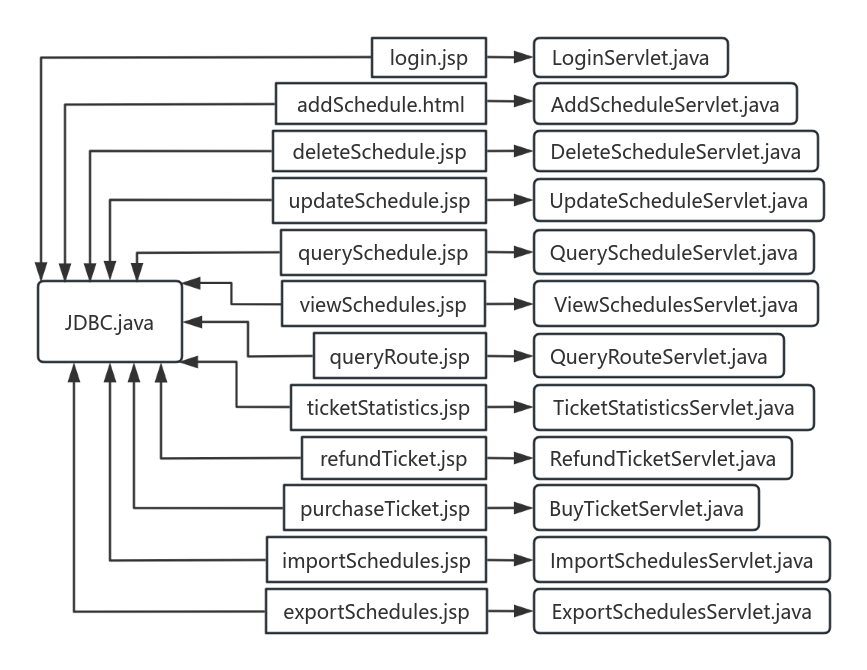 login.jsp
LoginServlet.java
addSchedule.html
AddScheduleServlet.java
deleteSchedule.jsp
DeleteScheduleServlet.java
updateSchedule.jsp
UpdateScheduleServlet.java
querySchedule.jsp
QueryScheduleServlet.java
viewSchedules.jsp
ViewSchedulesServlet.java
JDBC.java
queryRoute.jsp
QueryRouteServlet.java
ticketStatistics.jsp
TicketStatisticsServlet.java
refundTicket.jsp
RefundTicketServlet.java
purchaseTicket.jsp
BuyTicketServlet.java
importSchedules.jsp
ImportSchedulesServlet.java
exportSchedules.jsp
ExportSchedulesServlet.java